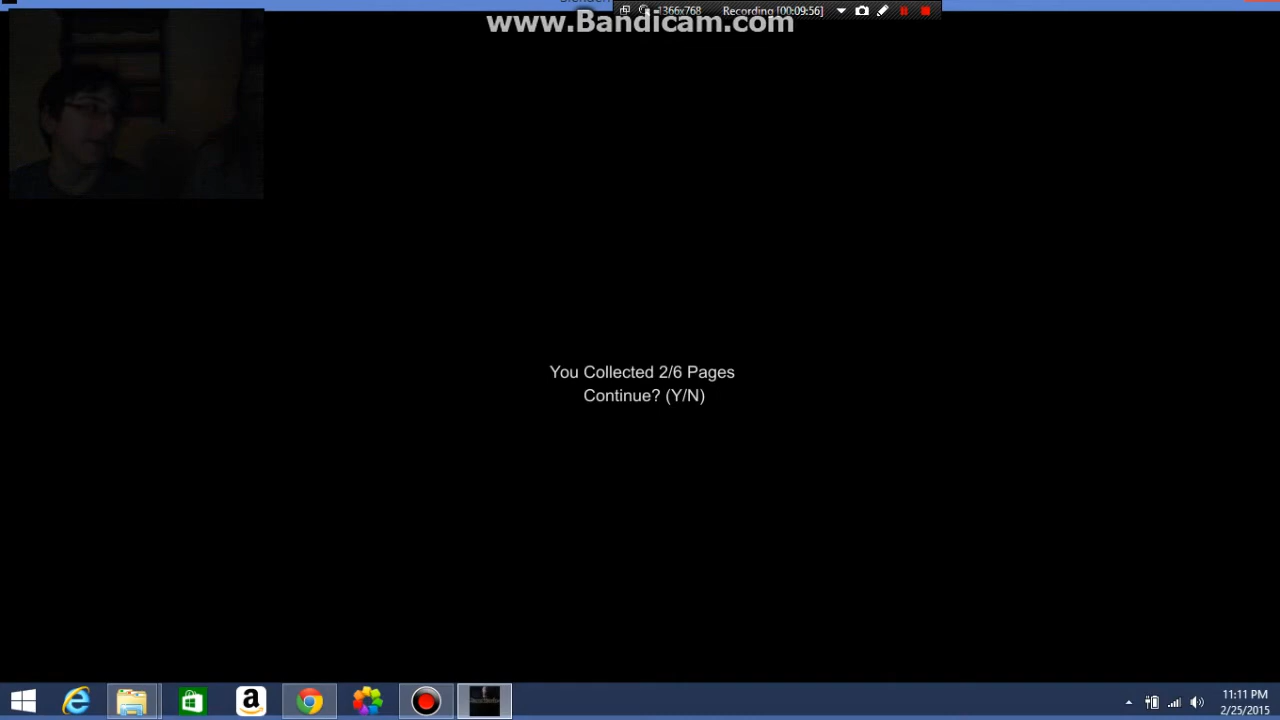 1366x768 Recording [00:09:56]
www.Bandicam.com
You Collected 2/6 Pages
Continue? (Y/N)
11:11 PM
2/25/2015